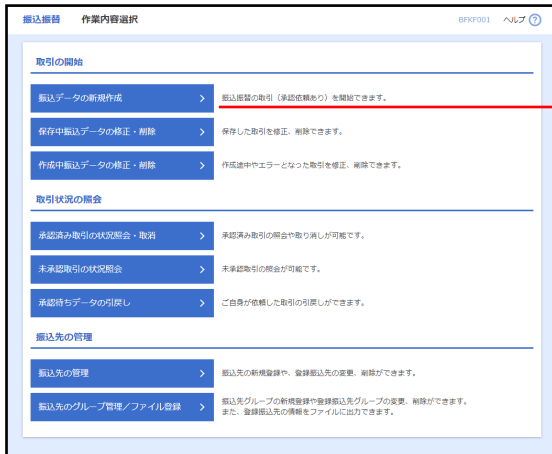 振込振替 作業内容選択 BFKF001 ヘルプ ?
取引の開始
振込データの新規作成 > 振込振替の取引（承認依頼あり）を開始できます。
保存中振込データの修正・削除 > 保存した取引を修正、削除できます。
作成中振込データの修正・削除 > 作成途中やエラーとなった取引を修正、削除できます。
取引状況の照会
承認済み取引の状況照会・取消 > 承認済み取引の照会や取り消しが可能です。
未承認取引の状況照会 > 未承認取引の照会が可能です。
承認待ちデータの引戻し > ご自身が依頼した取引の引戻しができます。
振込先の管理
振込先の管理 > 振込先の新規登録や、登録振込先の変更、削除ができます。
振込先のグループ管理／ファイル登録 > 振込先グループの新規登録や登録振込先グループの変更、削除ができます。
また、登録振込先の情報をファイルに出力できます。